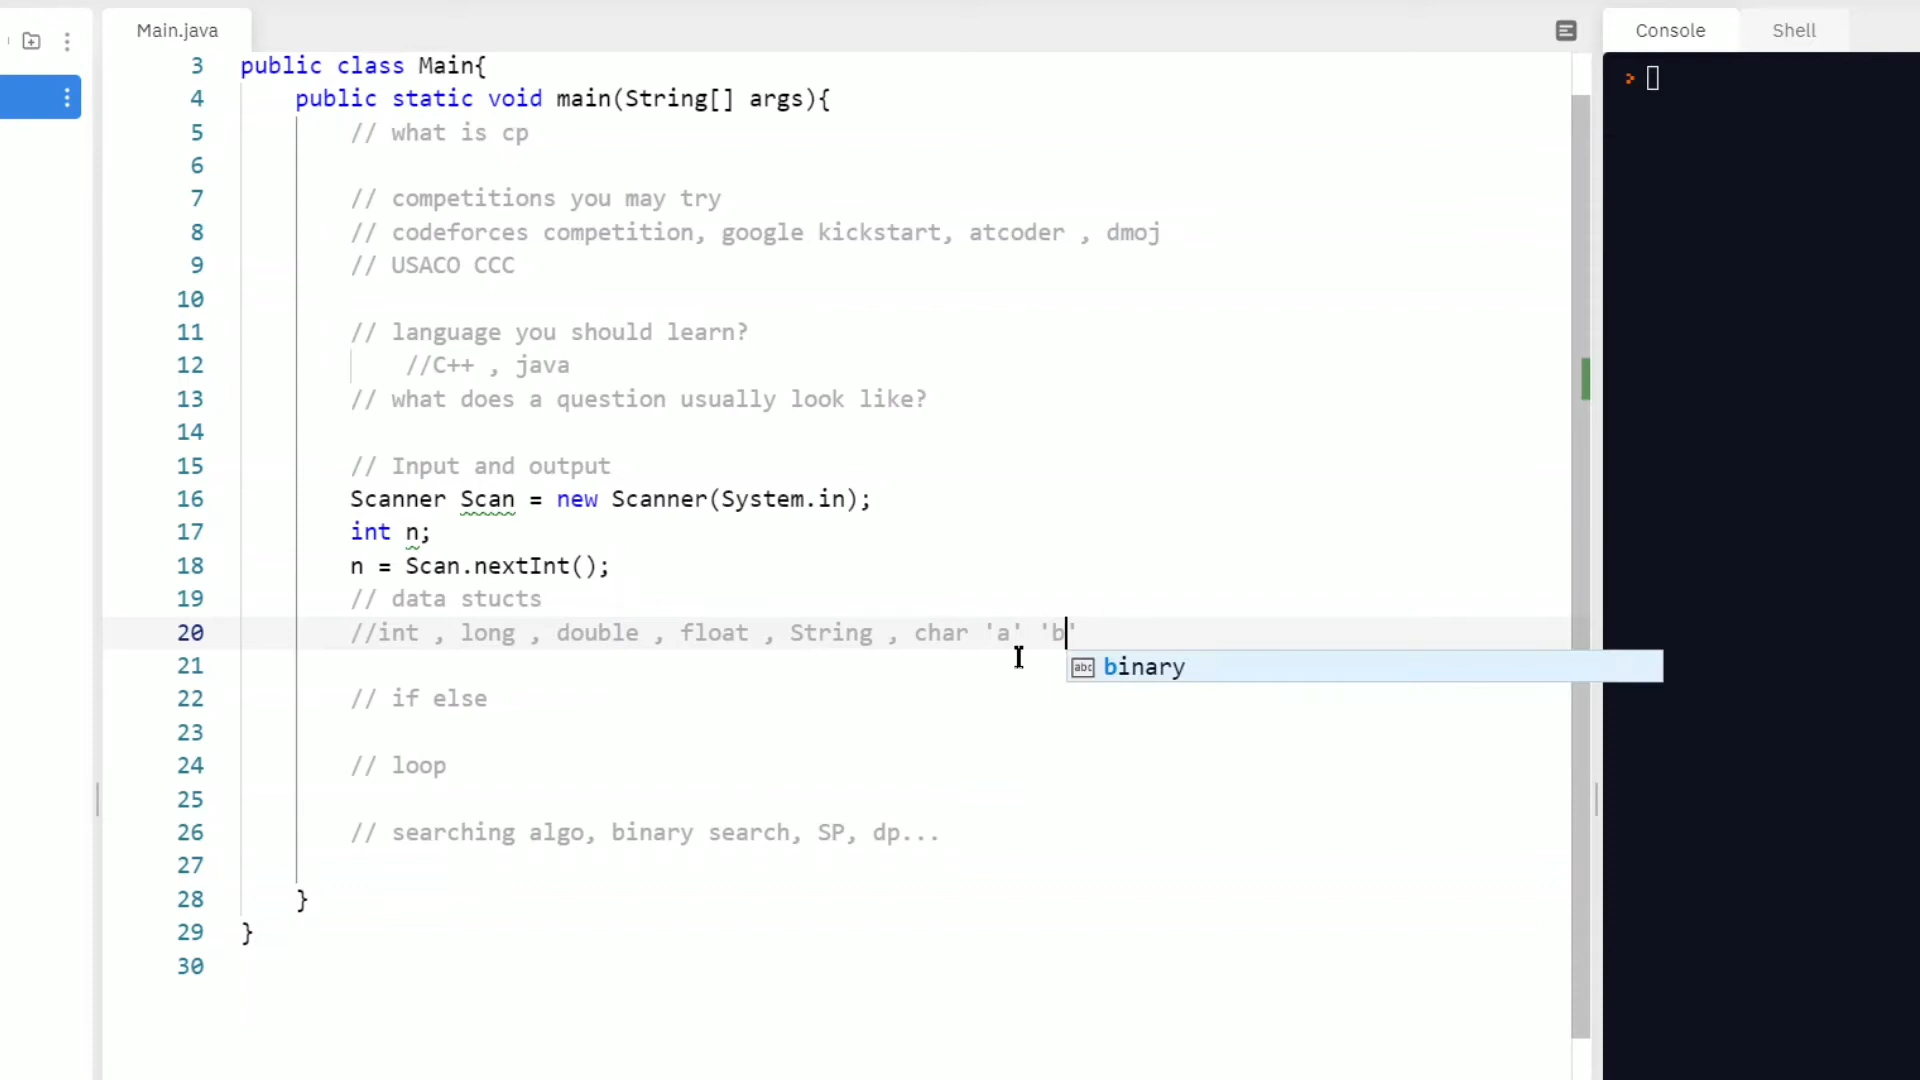 Main.java
Console
Shell
3 public class Main{
4 public static void main(String[] args){
5 // what is cp
6
7 // competitions you may try
8 // codeforces competition, google kickstart, atcoder , dmoj
9 // USACO CCC
10
11 // language you should learn?
12 //C++ , java
13 // what does a question usually look like?
14
15 // Input and output
16 Scanner Scan = new Scanner(System.in);
17 int n;
18 n = Scan.nextInt();
19 // data stucts
20 //int , long , double , float , String , char 'a' 'b'
abc binary
21
22 // if else
23
24 // loop
25
26 // searching algo, binary search, SP, dp...
27
28 }
29 }
30
>